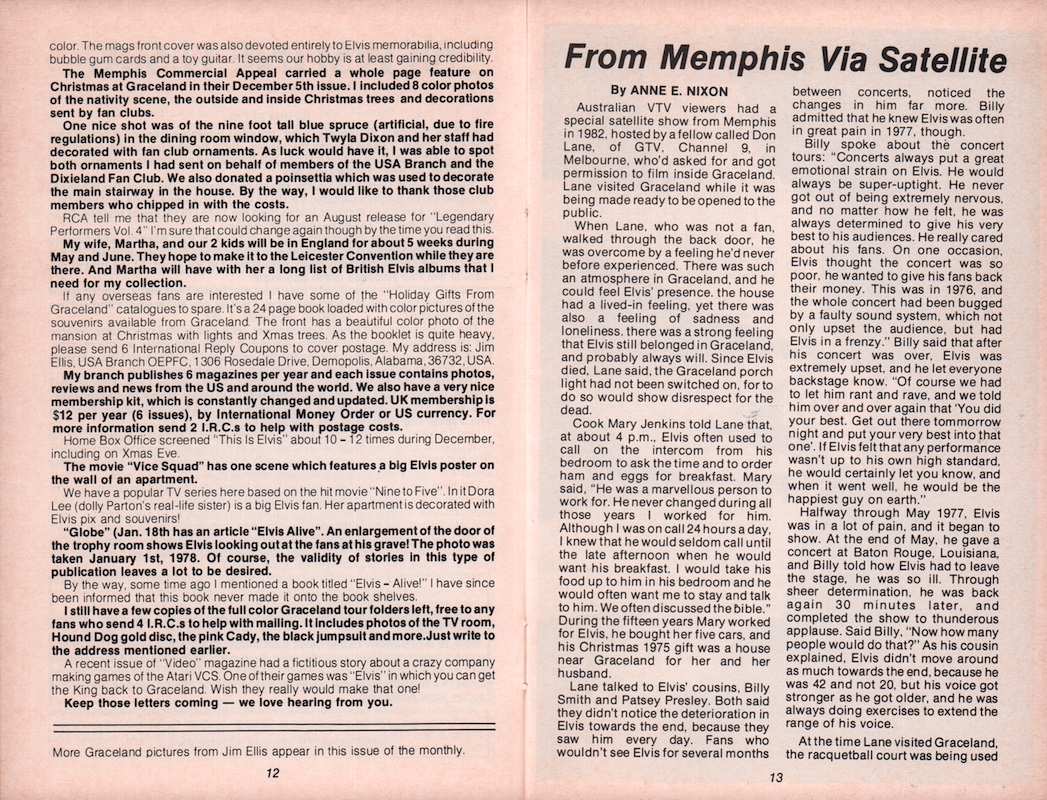 color. The mags front cover was also devoted entirely to Elvis memorabilia, including
bubble gum cards and a toy guitar. It seems our hobby is at least gaining credibility.
The Memphis Commercial Appeal carried a whole page feature on
Christmas at Graceland in their December 5th issue. I included 8 color photos
of the nativity scene, the outside and inside Christmas trees and decorations
sent by fan clubs.
One nice shot was of the nine foot tall blue spruce (artificial, due to fire
regulations) in the dining room window, which Twyla Dixon and her staff had
decorated with fan club ornaments. As luck would have it, I was able to spot
both ornaments I had sent on behalf of members of the USA Branch and the
Dixieland Fan Club. We also donated a poinsettia which was used to decorate
the main stairway in the house. By the way, I would like to thank those club
members who chipped in with the costs.
RCA tell me that they are now looking for an August release for "Legendary
Performers Vol. 4" I'm sure that could change again though by the time you read this.
My wife, Martha, and our 2 kids will be in England for about 5 weeks during
May and June. They hope to make it to the Leicester Convention while they are
there. And Martha will have with her a long list of British Elvis albums that I
need for my collection.
If any overseas fans are interested I have some of the "Holiday Gifts From
Graceland" catalogues to spare. It's a 24 page book loaded with color pictures of the
souvenirs available from Graceland. The front has a beautiful color photo of the
mansion at Christmas with lights and Xmas trees. As the booklet is quite heavy,
please send 6 International Reply Coupons to cover postage. My address is: Jim
Ellis, USA Branch OEPFC, 1306 Rosedale Drive, Demopolis, Alabama, 36732, USA.
My branch publishes 6 magazines per year and each issue contains photos,
reviews and news from the US and around the world. We also have a very nice
membership kit, which is constantly changed and updated. UK membership is
$12 per year (6 issues), by International Money Order or US currency. For
more information send 2 I.R.C.s to help with postage costs.
Home Box Office screened "This Is Elvis" about 10 – 12 times during December,
including on Xmas Eve.
The movie "Vice Squad" has one scene which features a big Elvis poster on
the wall of an apartment.
We have a popular TV series here based on the hit movie "Nine to Five". In it Dora
Lee (dolly Parton's real-life sister) is a big Elvis fan. Her apartment is decorated with
Elvis pix and souvenirs!
"Globe" (Jan. 18th has an article "Elvis Alive". An enlargement of the door of
the trophy room shows Elvis looking out at the fans at his grave! The photo was
taken January 1st, 1978. Of course, the validity of stories in this type of
publication leaves a lot to be desired.
By the way, some time ago I mentioned a book titled "Elvis – Alive!" I have since
been informed that this book never made it onto the book shelves.
I still have a few copies of the full color Graceland tour folders left, free to any
fans who send 4 I.R.C.s to help with mailing. It includes photos of the TV room,
Hound Dog gold disc, the pink Cady, the black jumpsuit and more.Just write to
the address mentioned earlier.
A recent issue of "Video" magazine had a fictitious story about a crazy company
making games of the Atari VCS. One of their games was "Elvis" in which you can get
the King back to Graceland. Wish they really would make that one!
Keep those letters coming — we love hearing from you.
More Graceland pictures from Jim Ellis appear in this issue of the monthly.
12
From Memphis Via Satellite
By ANNE E. NIXON
Australian VTV viewers had a
special satellite show from Memphis
in 1982, hosted by a fellow called Don
Lane, of GTV, Channel 9, in
Melbourne, who'd asked for and got
permission to film inside Graceland.
Lane visited Graceland while it was
being made ready to be opened to the
public.
When Lane, who was not a fan,
walked through the back door, he
was overcome by a feeling he'd never
before experienced. There was such
an atmosphere in Graceland, and he
could feel Elvis' presence. the house
had a lived-in feeling, yet there was
also a feeling of sadness and
loneliness. there was a strong feeling
that Elvis still belonged in Graceland,
and probably always will. Since Elvis
died, Lane said, the Graceland porch
light had not been switched on, for to
do so would show disrespect for the
dead.
Cook Mary Jenkins told Lane that,
at about 4 p.m., Elvis often used to
call on the intercom from his
bedroom to ask the time and to order
ham and eggs for breakfast. Mary
said, "He was a marvellous person to
work for. He never changed during all
those years I worked for him.
Although I was on call 24 hours a day,
I knew that he would seldom call until
the late afternoon when he would
want his breakfast. I would take his
food up to him in his bedroom and he
would often want me to stay and talk
to him. We often discussed the bible."
During the fifteen years Mary worked
for Elvis, he bought her five cars, and
his Christmas 1975 gift was a house
near Graceland for her and her
husband.
Lane talked to Elvis' cousins, Billy
Smith and Patsey Presley. Both said
they didn't notice the deterioration in
Elvis towards the end, because they
saw him every day. Fans who
wouldn't see Elvis for several months
between concerts, noticed the
changes in him far more. Billy
admitted that he knew Elvis was often
in great pain in 1977, though.
Billy spoke about the concert
tours: "Concerts always put a great
emotional strain on Elvis. He would
always be super-uptight. He never
got out of being extremely nervous,
and no matter how he felt, he was
always determined to give his very
best to his audiences. He really cared
about his fans. On one occasion,
Elvis thought the concert was so
poor, he wanted to give his fans back
their money. This was in 1976, and
the whole concert had been bugged
by a faulty sound system, which not
only upset the audience, but had
Elvis in a frenzy." Billy said that after
his concert was over, Elvis was
extremely upset, and he let everyone
backstage know. "Of course we had
to let him rant and rave, and we told
him over and over again that 'You did
your best. Get out there tommorrow
night and put your very best into that
one'. If Elvis felt that any performance
wasn't up to his own high standard,
he would certainly let you know, and
when it went well, he would be the
happiest guy on earth."
Halfway through May 1977, Elvis
was in a lot of pain, and it began to
show. At the end of May, he gave a
concert at Baton Rouge, Louisiana,
and Billy told how Elvis had to leave
the stage, he was so ill. Through
sheer determination, he was back
again 30 minutes later, and
completed the show to thunderous
applause. Said Billy, "Now how many
people would do that?" As his cousin
explained, Elvis didn't move around
as much towards the end, because he
was 42 and not 20, but his voice got
stronger as he got older, and he was
always doing exercises to extend the
range of his voice.
At the time Lane visited Graceland,
the racquetball court was being used
13